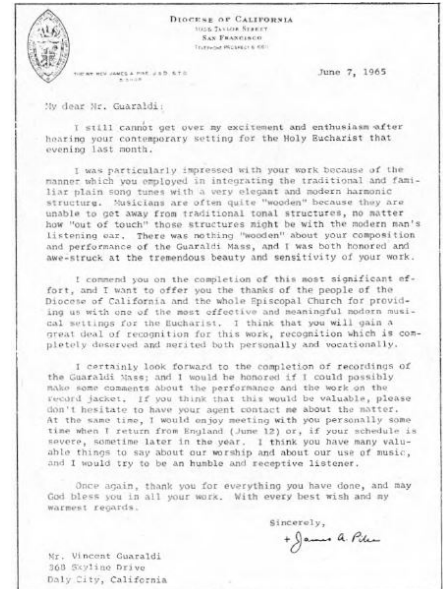 DIOCESE OF CALIFORNIA
1055 TAYLOR STREET
SAN FRANCISCO
TELEPHONE PROSPECT
THE RT. REV. JAMES A. PIKE, J.S.D., S.T.D.
BISHOP
June 7, 1965
My dear Mr. Guaraldi:
I still cannot get over my excitement and enthusiasm after
hearing your contemporary setting for the Holy Eucharist that
evening last month.
I was particularly impressed with your work because of the
manner which you employed in integrating the traditional and fami-
liar plain song tunes with a very elegant and modern harmonic
structure. Musicians are often quite "wooden" because they are
unable to get away from traditional tonal structures, no matter
how "out of touch" those structures might be with the modern man's
listening ear. There was nothing "wooden" about your composition
and performance of the Guaraldi Mass, and I was both honored and
awe-struck at the tremendous beauty and sensitivity of your work.
I commend you on the completion of this most significant ef-
fort, and I want to offer you the thanks of the people of the
Diocese of California and the whole Episcopal Church for provid-
ing us with one of the most effective and meaningful modern musi-
cal settings for the Eucharist. I think that you will gain a
great deal of recognition for this work, recognition which is com-
pletely deserved and merited both personally and vocationally.
I certainly look forward to the completion of recordings of
the Guaraldi Mass; and I would be honored if I could possibly
make some comments about the performance and the work on the
record jacket. If you think that this would be valuable, please
don't hesitate to have your agent contact me about the matter.
At the same time, I would enjoy meeting with you personally some
time when I return from England (June 12) or, if your schedule is
severe, sometime later in the year. I think you have many valu-
able things to say about our worship and about our use of music,
and I would try to be an humble and receptive listener.
Once again, thank you for everything you have done, and may
God bless you in all your work. With every best wish and my
warmest regards.
Sincerely,
+ James A. Pike
Mr. Vincent Guaraldi
368 Skyline Drive
Daly City, California